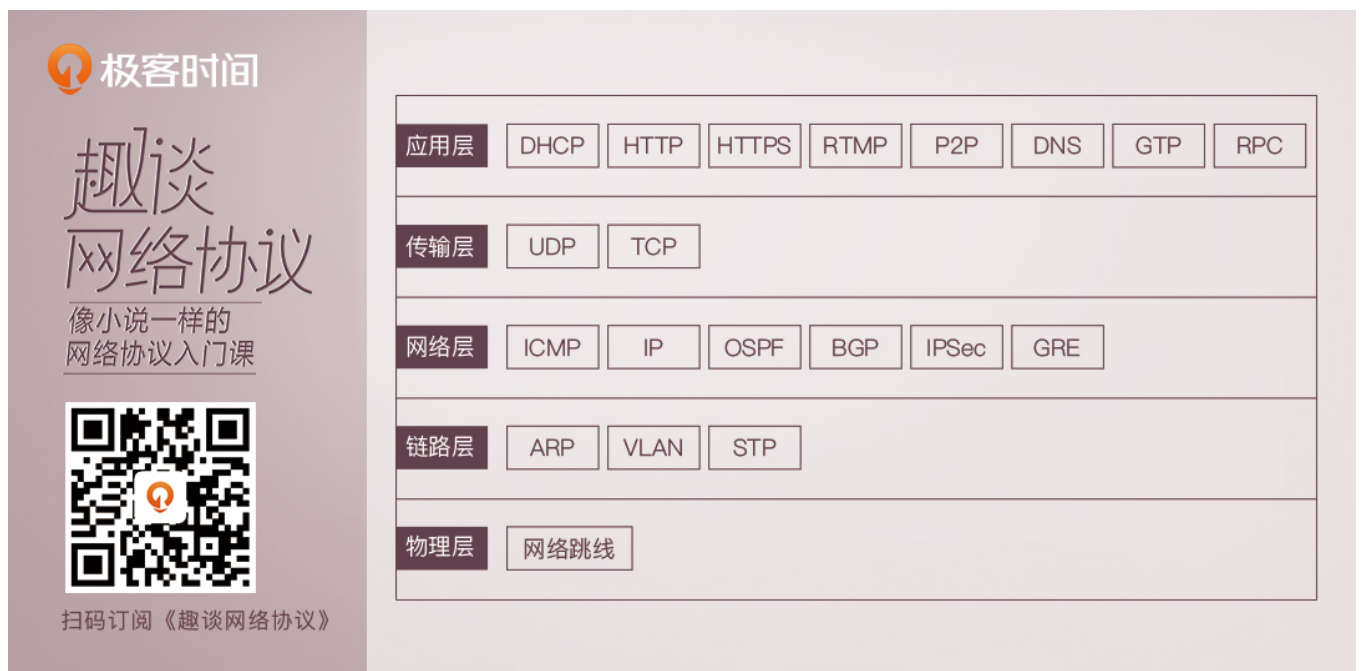 极客时间
趣谈
网络协议
像小说一样的
网络协议入门课
扫码订阅《趣谈网络协议》
应用层 DHCP HTTP HTTPS RTMP P2P DNS GTP RPC
传输层 UDP TCP
网络层 ICMP IP OSPF BGP IPSec GRE
链路层 ARP VLAN STP
物理层 网络跳线